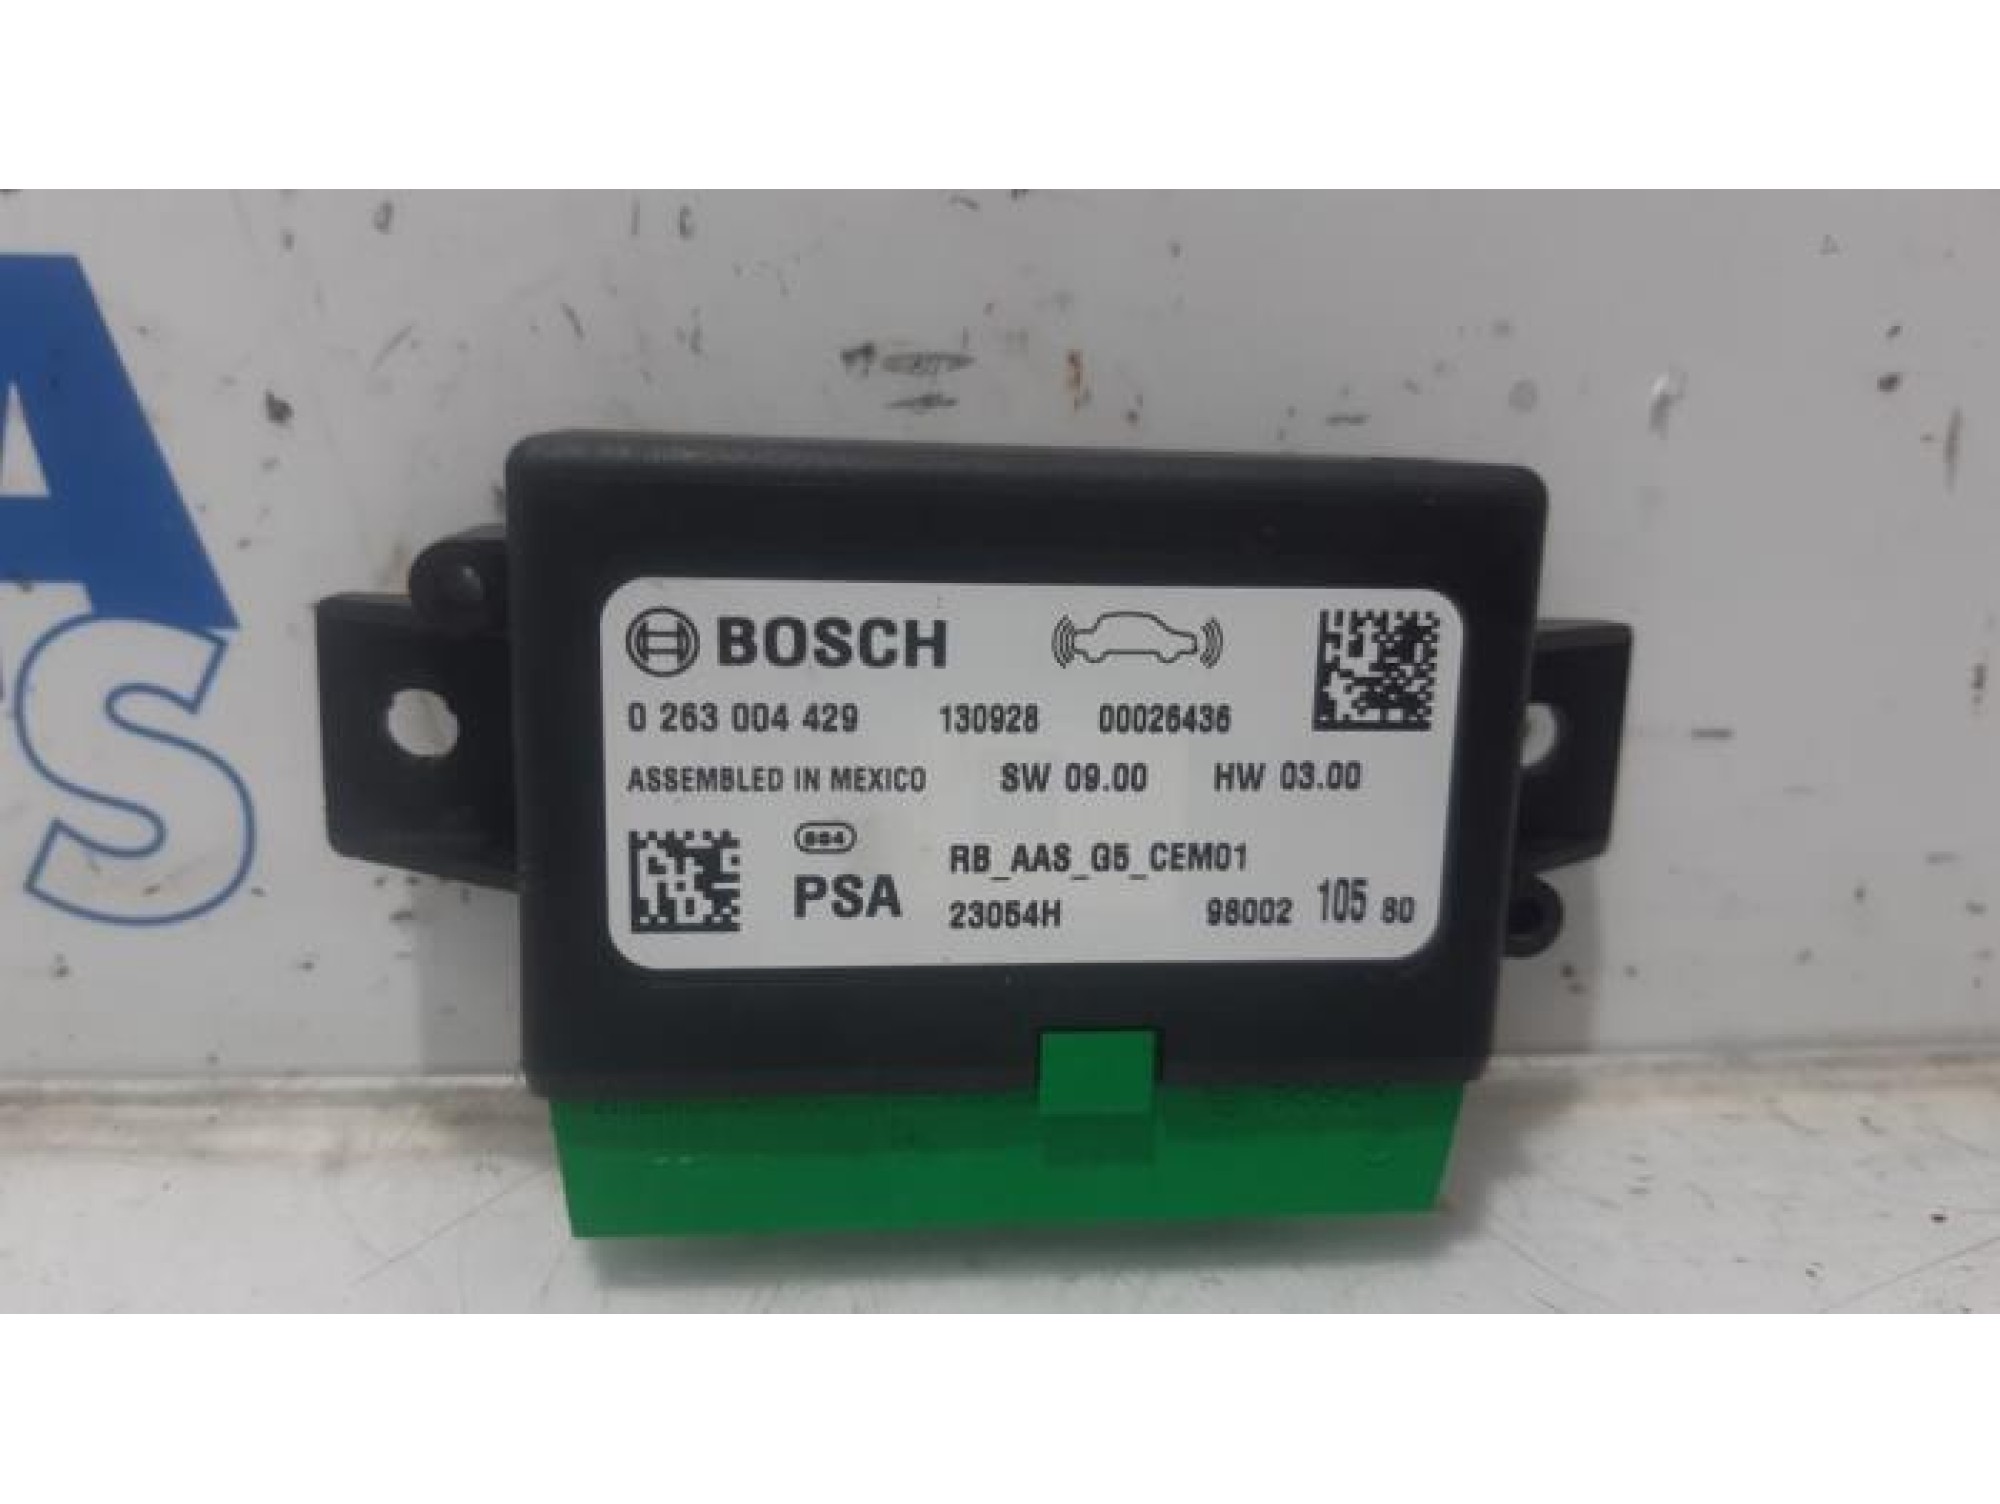 BOSCH
0 263 004 429 130928 00026436
ASSEMBLED IN MEXICO SW 09.00 HW 03.00
PSA RB_AAS_G5_CEM01
23054H 98002 105 80
A
S